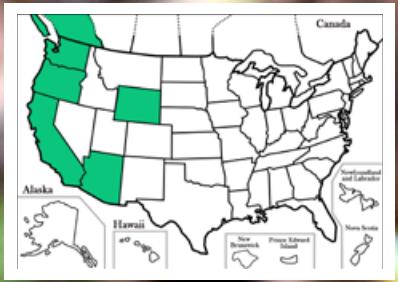 Canada
Newfoundland
and Labrador
Alaska
Hawaii
Nova Scotia
New
Brunswick
Prince Edward
Island